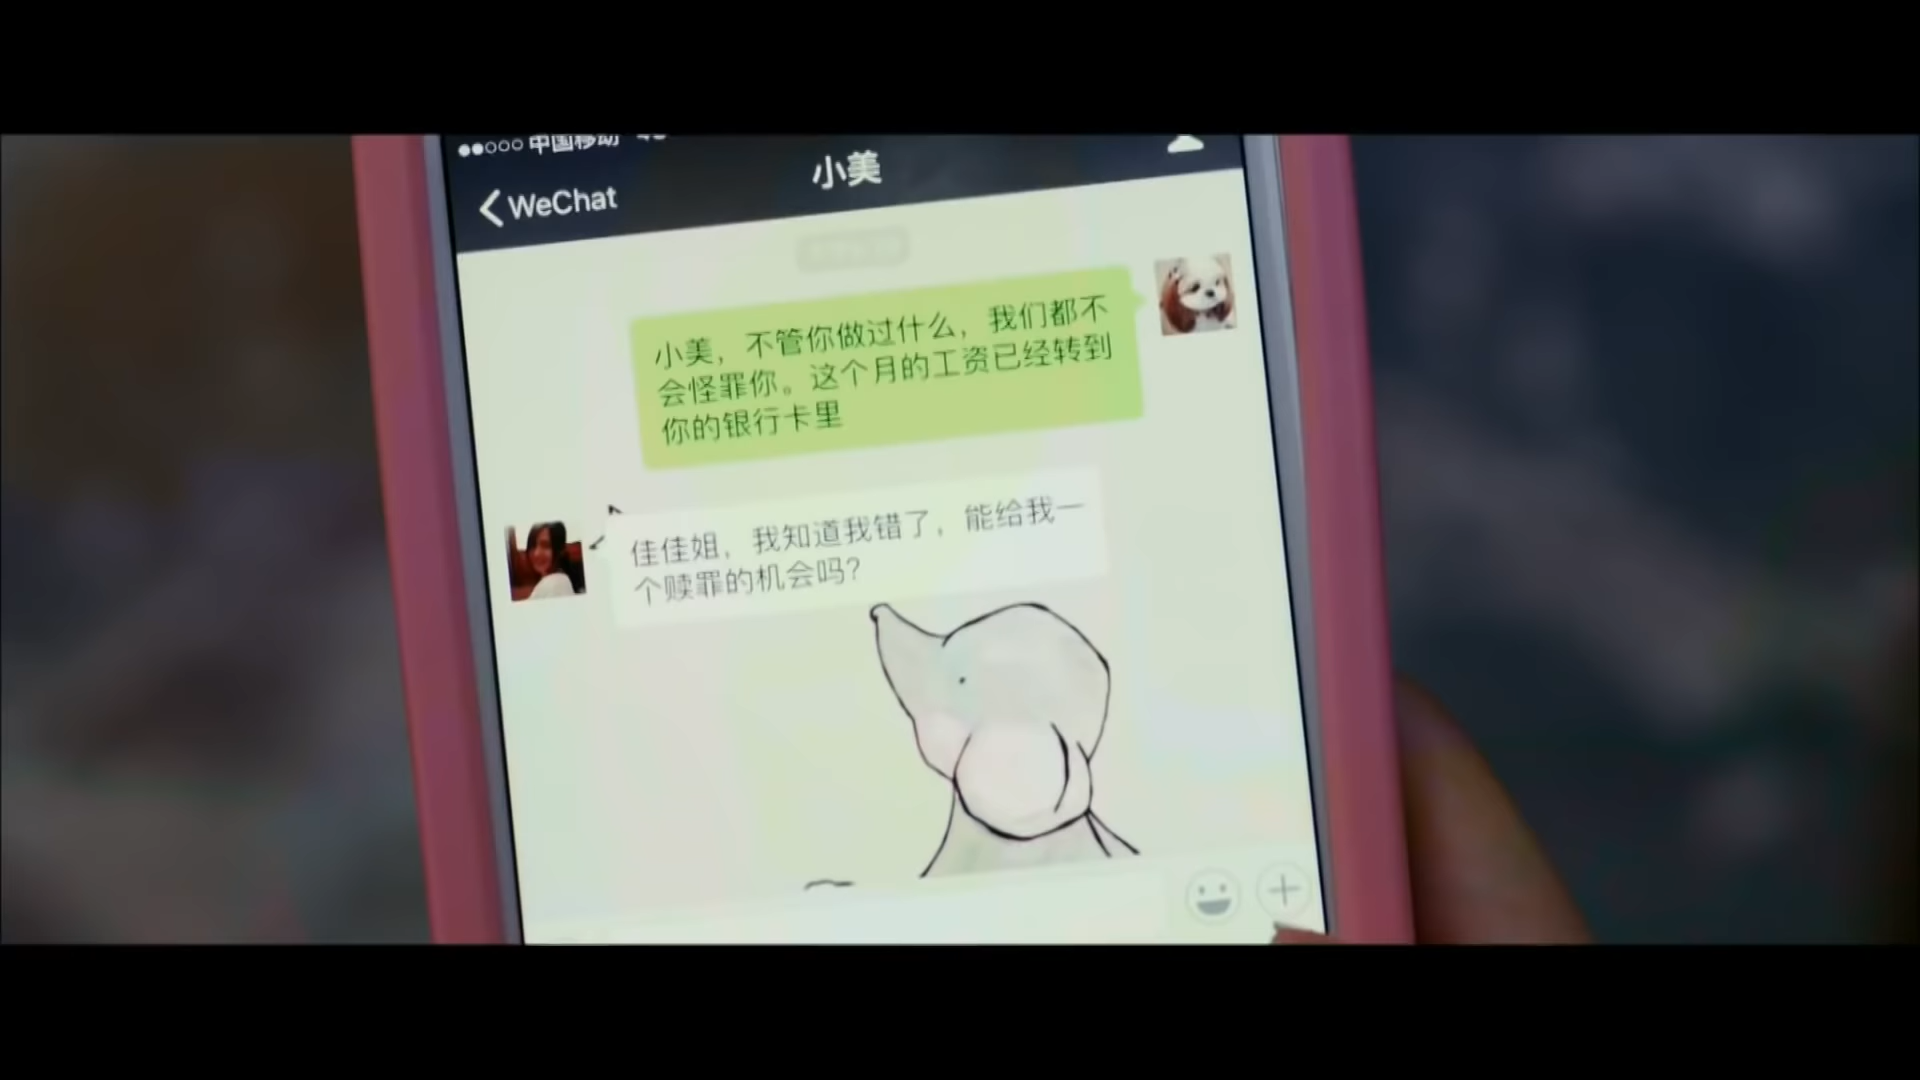 中国移动
WeChat
小美
小美，不管你做过什么，我们都不
会怪罪你。这个月的工资已经转到
你的银行卡里
佳佳姐，我知道我错了，能给我一
个赎罪的机会吗？